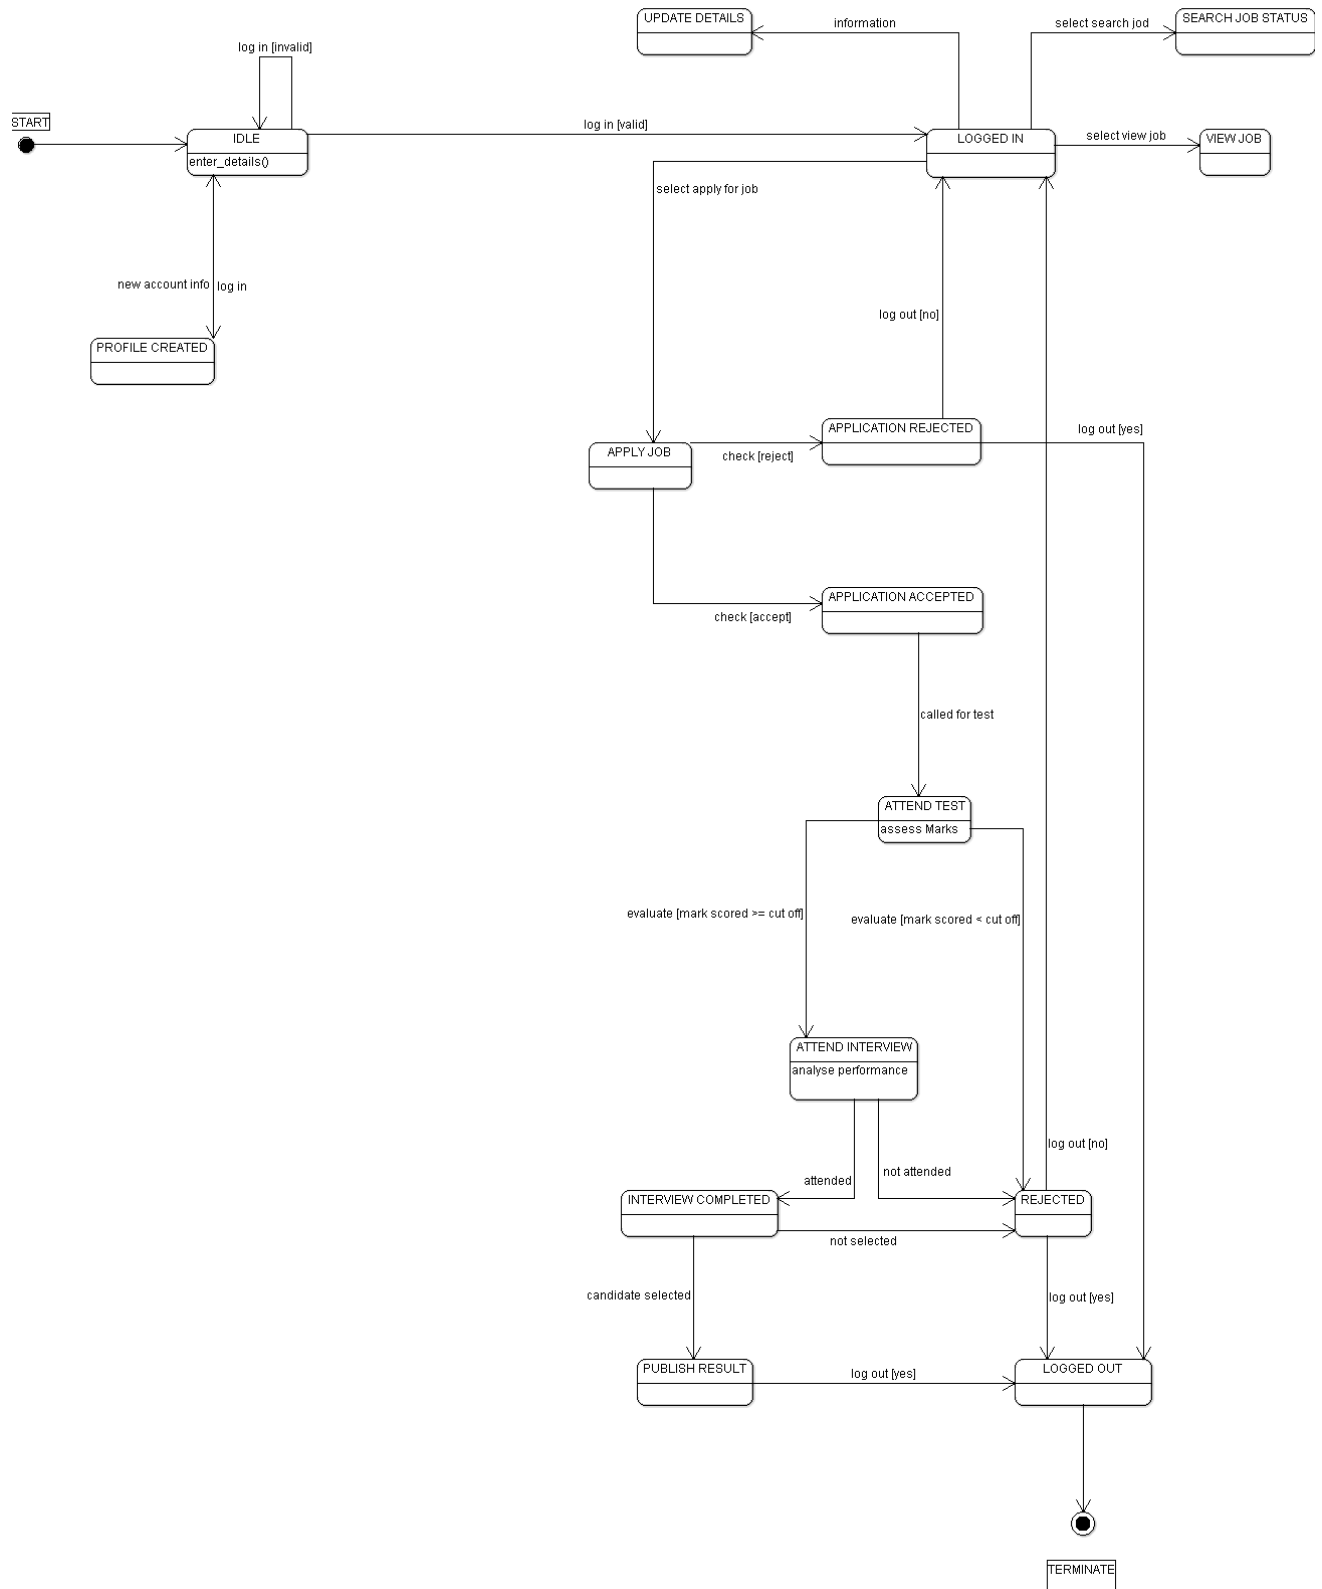 UPDATE DETAILS
information
select search jod
SEARCH JOB STATUS
log in [invalid]
START
IDLE
enter_details()
log in [valid]
LOGGED IN
select view job
VIEW JOB
select apply for job
new account info
log in
log out [no]
PROFILE CREATED
APPLICATION REJECTED
log out [yes]
APPLY JOB
check [reject]
APPLICATION ACCEPTED
check [accept]
called for test
ATTEND TEST
assess Marks
evaluate [mark scored >= cut off]
evaluate [mark scored < cut off]
ATTEND INTERVIEW
analyse performance
log out [no]
attended
not attended
INTERVIEW COMPLETED
REJECTED
not selected
candidate selected
log out [yes]
PUBLISH RESULT
log out [yes]
LOGGED OUT
TERMINATE